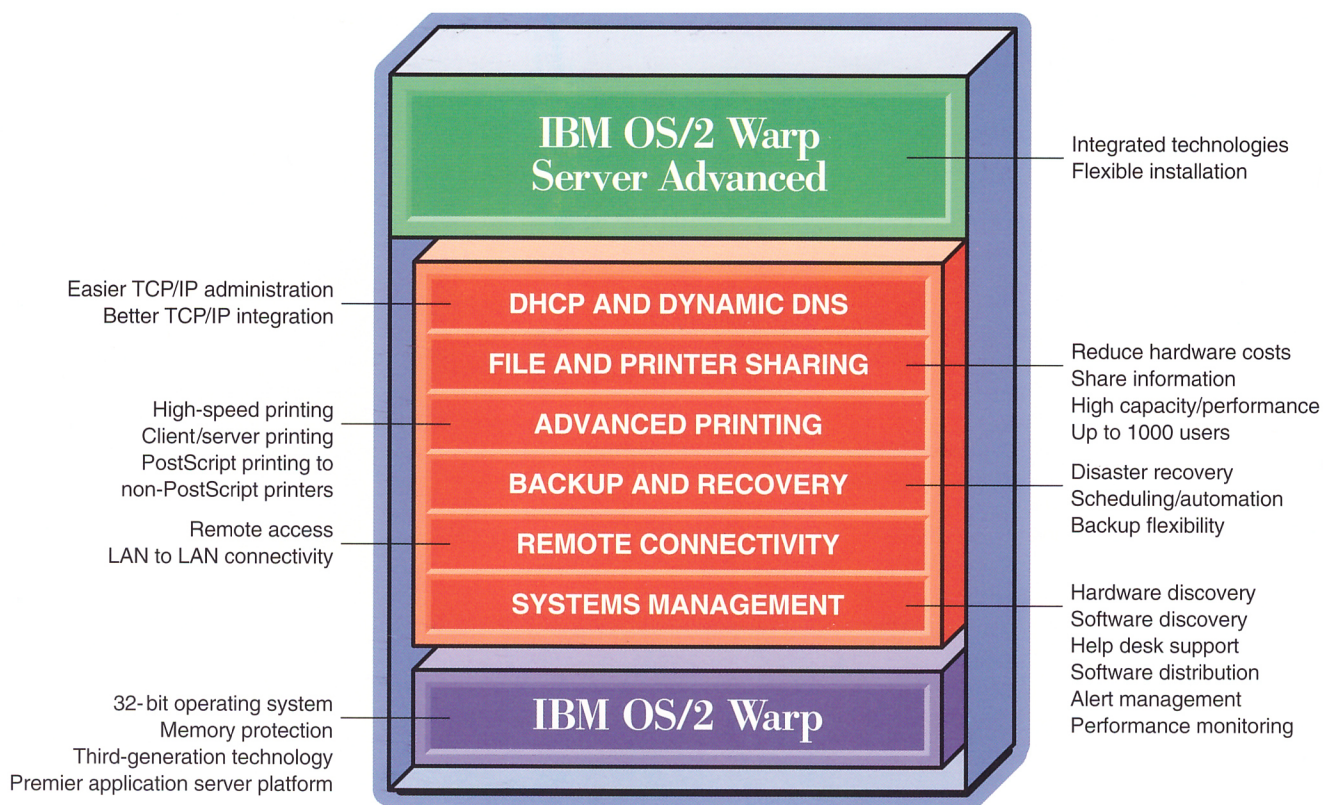 IBM OS/2 Warp
Server Advanced
Integrated technologies
Flexible installation
Easier TCP/IP administration
Better TCP/IP integration
DHCP AND DYNAMIC DNS
FILE AND PRINTER SHARING
Reduce hardware costs
Share information
High capacity/performance
Up to 1000 users
High-speed printing
Client/server printing
PostScript printing to
non-PostScript printers
ADVANCED PRINTING
BACKUP AND RECOVERY
Disaster recovery
Scheduling/automation
Backup flexibility
Remote access
LAN to LAN connectivity
REMOTE CONNECTIVITY
SYSTEMS MANAGEMENT
Hardware discovery
Software discovery
Help desk support
Software distribution
Alert management
Performance monitoring
32-bit operating system
Memory protection
Third-generation technology
Premier application server platform
IBM OS/2 Warp